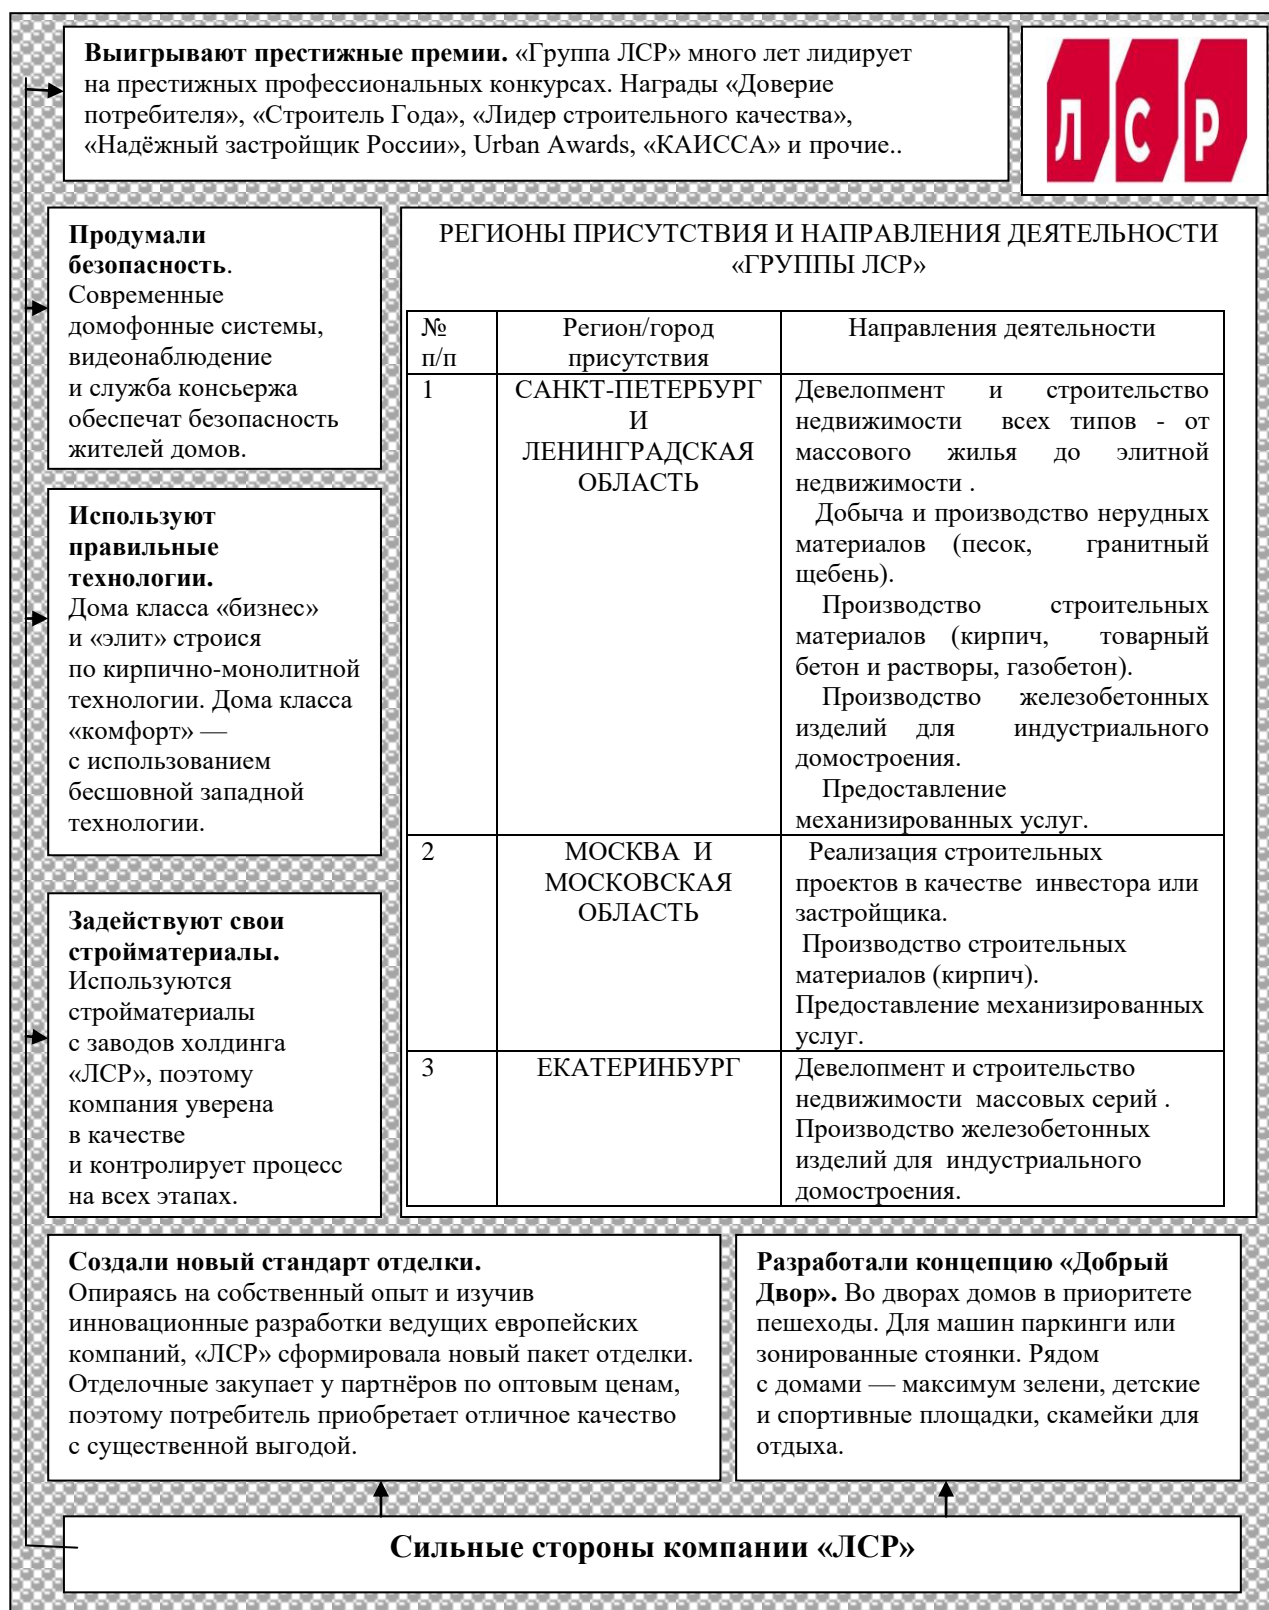 Выигрывают престижные премии. «Группа ЛСР» много лет лидирует
на престижных профессиональных конкурсах. Награды «Доверие
потребителя», «Строитель Года», «Лидер строительного качества»,
«Надёжный застройщик России», Urban Awards, «КАИССА» и прочие..
ЛСР
Продумали
безопасность.
Современные
домофонные системы,
видеонаблюдение
и служба консьержа
обеспечат безопасность
жителей домов.
Используют
правильные
технологии.
Дома класса «бизнес»
и «элит» строися
по кирпично-монолитной
технологии. Дома класса
«комфорт» —
с использованием
бесшовной западной
технологии.
Задействуют свои
стройматериалы.
Используются
стройматериалы
с заводов холдинга
«ЛСР», поэтому
компания уверена
в качестве
и контролирует процесс
на всех этапах.
РЕГИОНЫ ПРИСУТСТВИЯ И НАПРАВЛЕНИЯ ДЕЯТЕЛЬНОСТИ
«ГРУППЫ ЛСР»
№
п/п
Регион/город
присутствия
Направления деятельности
1
САНКТ-ПЕТЕРБУРГ
И
ЛЕНИНГРАДСКАЯ
ОБЛАСТЬ
Девелопмент и строительство
недвижимости всех типов - от
массового жилья до элитной
недвижимости .
Добыча и производство нерудных
материалов (песок, гранитный
щебень).
Производство строительных
материалов (кирпич, товарный
бетон и растворы, газобетон).
Производство железобетонных
изделий для индустриального
домостроения.
Предоставление
механизированных услуг.
2
МОСКВА И
МОСКОВСКАЯ
ОБЛАСТЬ
Реализация строительных
проектов в качестве инвестора или
застройщика.
Производство строительных
материалов (кирпич).
Предоставление механизированных
услуг.
3
ЕКАТЕРИНБУРГ
Девелопмент и строительство
недвижимости массовых серий .
Производство железобетонных
изделий для индустриального
домостроения.
Создали новый стандарт отделки.
Опираясь на собственный опыт и изучив
инновационные разработки ведущих европейских
компаний, «ЛСР» сформировала новый пакет отделки.
Отделочные закупает у партнёров по оптовым ценам,
поэтому потребитель приобретает отличное качество
с существенной выгодой.
Разработали концепцию «Добрый
Двор». Во дворах домов в приоритете
пешеходы. Для машин паркинги или
зонированные стоянки. Рядом
с домами — максимум зелени, детские
и спортивные площадки, скамейки для
отдыха.
Сильные стороны компании «ЛСР»